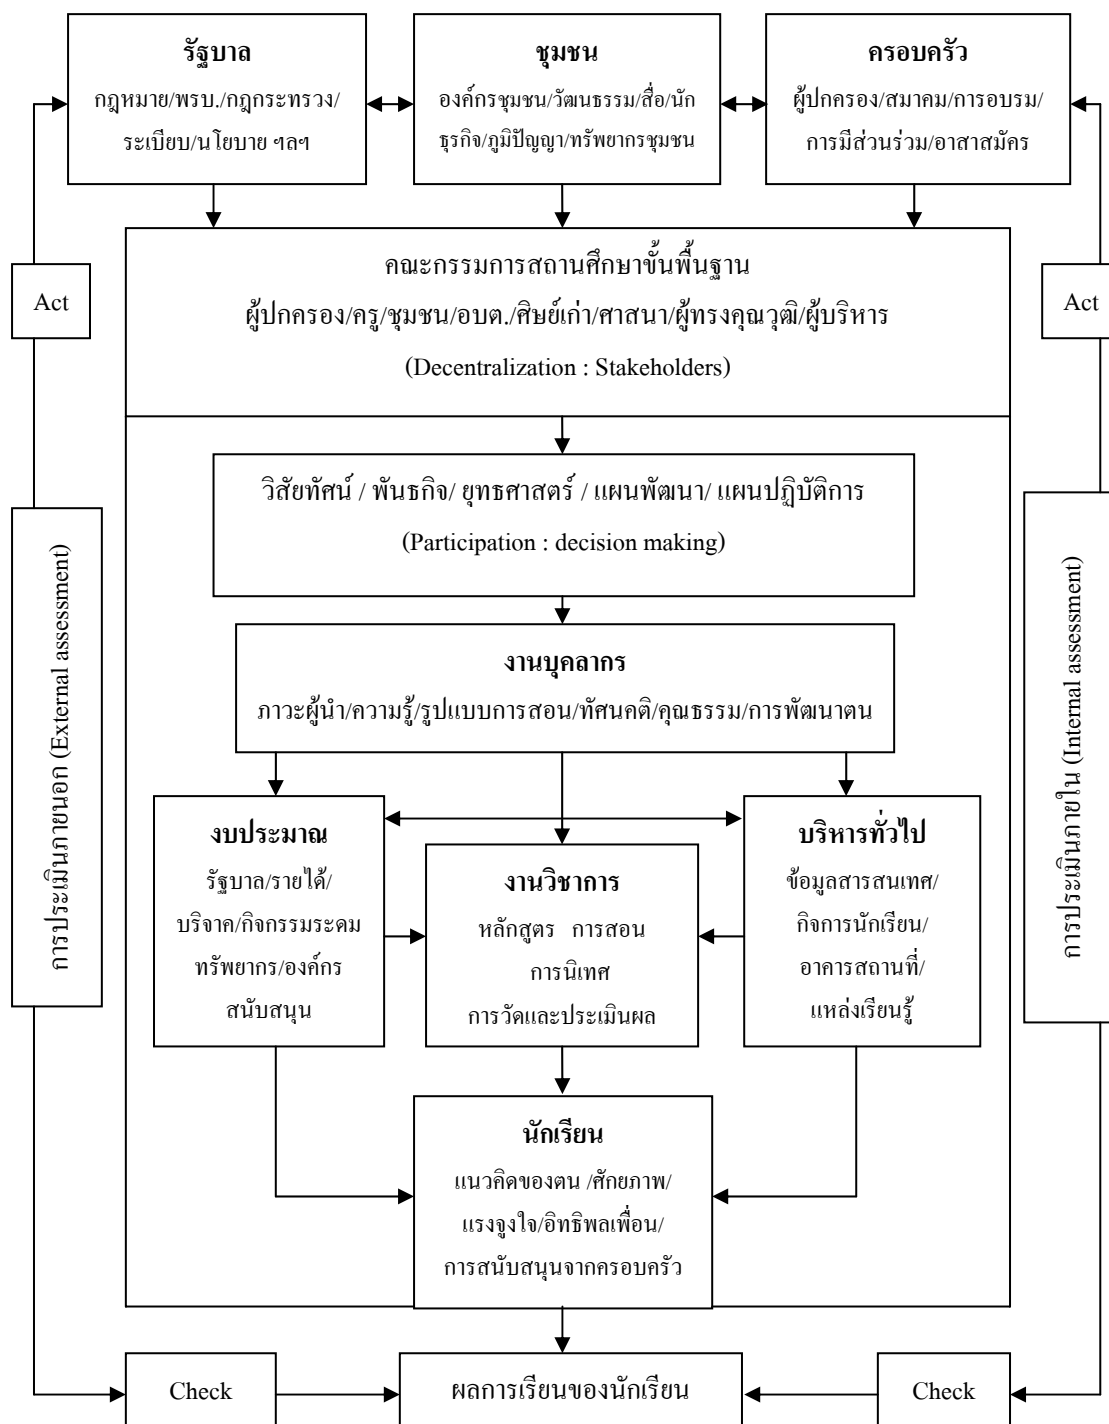 รัฐบาล
กฎหมาย/พรบ./กฎกระทรวง/
ระเบียบ/นโยบาย ฯลฯ
ชุมชน
องค์กรชุมชน/วัฒนธรรม/สื่อ/นัก
ธุรกิจ/ภูมิปัญญา/ทรัพยากรชุมชน
ครอบครัว
ผู้ปกครอง/สมาคม/การอบรม/
การมีส่วนร่วม/อาสาสมัคร
Act
คณะกรรมการสถานศึกษาขั้นพื้นฐาน
ผู้ปกครอง/ครู/ชุมชน/อบต./ศิษย์เก่า/ศาสนา/ผู้ทรงคุณวุฒิ/ผู้บริหาร
(Decentralization : Stakeholders)
Act
วิสัยทัศน์ / พันธกิจ/ ยุทธศาสตร์ / แผนพัฒนา/ แผนปฏิบัติการ
(Participation : decision making)
การประเมินภายนอก (External assessment)
การประเมินภายใน (Internal assessment)
งานบุคลากร
ภาวะผู้นำ/ความรู้/รูปแบบการสอน/ทัศนคติ/คุณธรรม/การพัฒนาตน
งบประมาณ
รัฐบาล/รายได้/
บริจาค/กิจกรรมระดม
ทรัพยากร/องค์กร
สนับสนุน
งานวิชาการ
หลักสูตร การสอน
การนิเทศ
การวัดและประเมินผล
บริหารทั่วไป
ข้อมูลสารสนเทศ/
กิจการนักเรียน/
อาคารสถานที่/
แหล่งเรียนรู้
นักเรียน
แนวคิดของตน /ศักยภาพ/
แรงจูงใจ/อิทธิพลเพื่อน/
การสนับสนุนจากครอบครัว
Check
ผลการเรียนของนักเรียน
Check